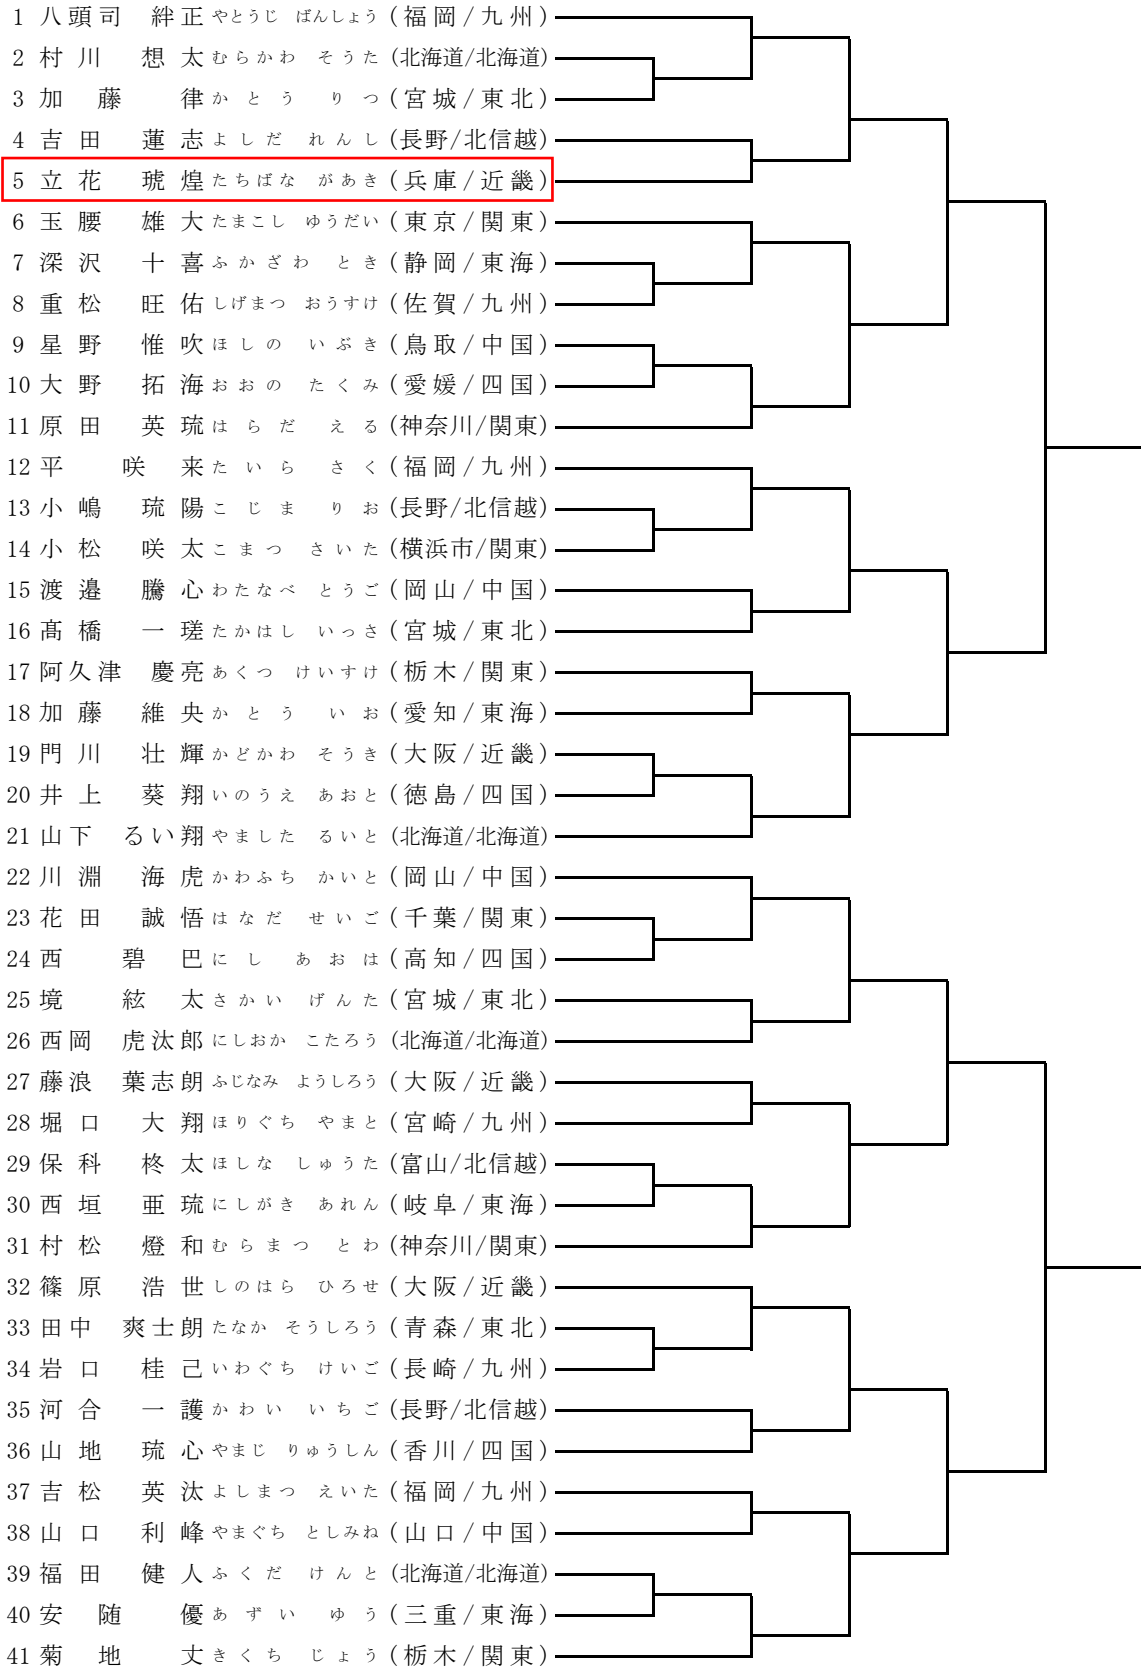 1 八頭司 絆正 やとうじ ばんしょう (福岡/九州)
2 村川 想太 むらかわ そうた (北海道/北海道)
3 加藤 律 かとう りつ (宮城/東北)
4 吉田 蓮志 よしだ れんし (長野/北信越)
5 立花 琥煌 たちばな があき (兵庫/近畿)
6 玉腰 雄大 たまこし ゆうだい (東京/関東)
7 深沢 十喜 ふかざわ とき (静岡/東海)
8 重松 旺佑 しげまつ おうすけ (佐賀/九州)
9 星野 惟吹 ほしの いぶき (鳥取/中国)
10 大野 拓海 おおの たくみ (愛媛/四国)
11 原田 英琉 はらだ える (神奈川/関東)
12 平 咲来 たいら さく (福岡/九州)
13 小嶋 琉陽 こじま りお (長野/北信越)
14 小松 咲太 こまつ さいた (横浜市/関東)
15 渡邉 騰心 わたなべ とうご (岡山/中国)
16 髙橋 一瑳 たかはし いっさ (宮城/東北)
17 阿久津 慶亮 あくつ けいすけ (栃木/関東)
18 加藤 維央 かとう いお (愛知/東海)
19 門川 壮輝 かどかわ そうき (大阪/近畿)
20 井上 葵翔 いのうえ あおと (徳島/四国)
21 山下 るい翔 やました るいと (北海道/北海道)
22 川淵 海虎 かわふち かいと (岡山/中国)
23 花田 誠悟 はなだ せいご (千葉/関東)
24 西 碧巴 にし あおは (高知/四国)
25 境 絃太 さかい げんた (宮城/東北)
26 西岡 虎汰郎 にしおか こたろう (北海道/北海道)
27 藤浪 葉志朗 ふじなみ ようしろう (大阪/近畿)
28 堀口 大翔 ほりぐち やまと (宮崎/九州)
29 保科 柊太 ほしな しゅうた (富山/北信越)
30 西垣 亜琉 にしがき あれん (岐阜/東海)
31 村松 燈和 むらまつ とわ (神奈川/関東)
32 篠原 浩世 しのはら ひろせ (大阪/近畿)
33 田中 爽士朗 たなか そうしろう (青森/東北)
34 岩口 桂己 いわぐち けいご (長崎/九州)
35 河合 一護 かわい いちご (長野/北信越)
36 山地 琉心 やまじ りゅうしん (香川/四国)
37 吉松 英汰 よしまつ えいた (福岡/九州)
38 山口 利峰 やまぐち としみね (山口/中国)
39 福田 健人 ふくだ けんと (北海道/北海道)
40 安随 優 あずい ゆう (三重/東海)
41 菊地 丈 きくち じょう (栃木/関東)